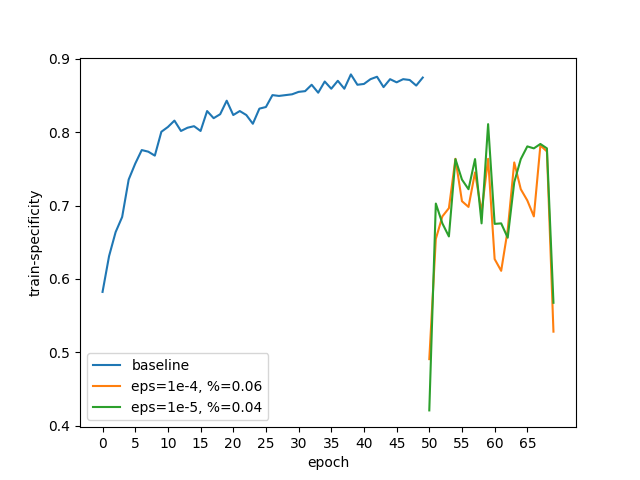 0.9
0.8
0.7
0.6
0.5
0.4
train-specificity
baseline
eps=1e-4, %=0.06
eps=1e-5, %=0.04
0 5 10 15 20 25 30 35 40 45 50 55 60 65
epoch